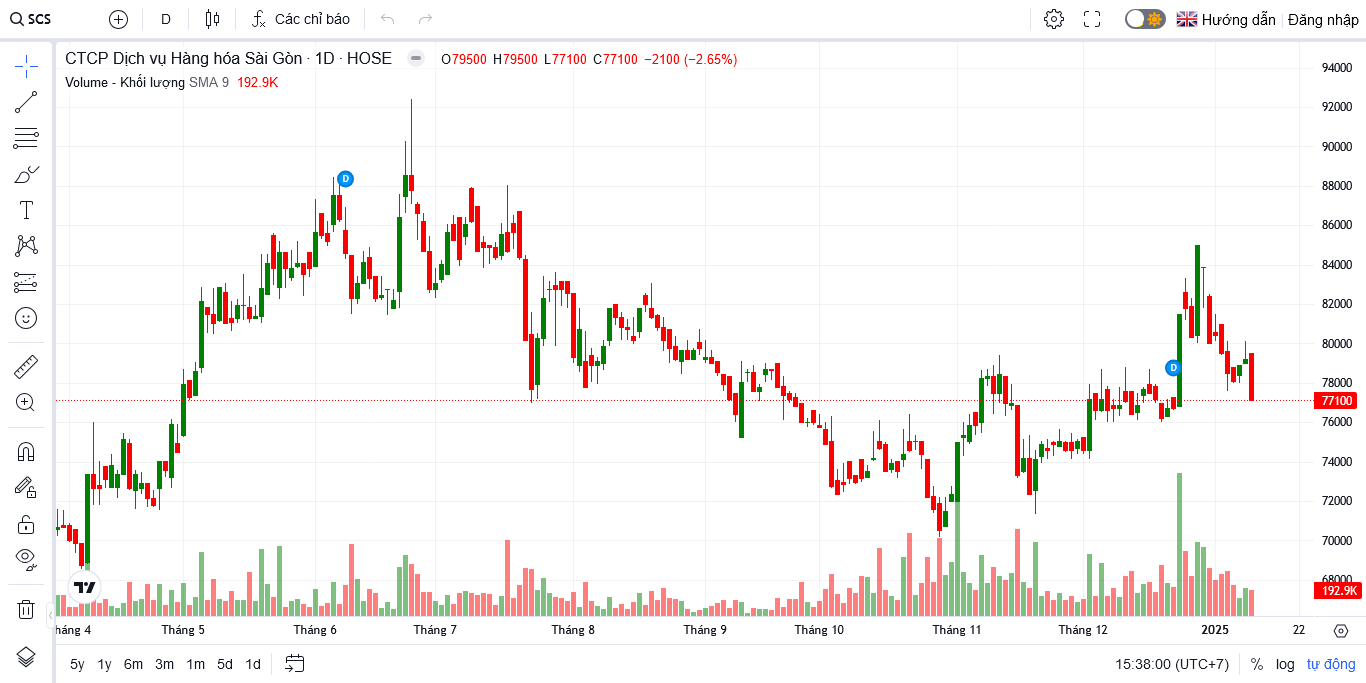 SCS D Các chỉ báo Hướng dẫn Đăng nhập
CTCP Dịch vụ Hàng hóa Sài Gòn · 1D · HOSE O79500 H79500 L77100 C77100 −2100 (−2.65%)
Volume - Khối lượng SMA 9 192.9K
94000
92000
90000
88000
86000
84000
82000
80000
78000
77100
76000
74000
72000
70000
68000
192.9K
D
D
háng 4 Tháng 5 Tháng 6 Tháng 7 Tháng 8 Tháng 9 Tháng 10 Tháng 11 Tháng 12 2025 22
5y 1y 6m 3m 1m 5d 1d 15:38:00 (UTC+7) % log tự động